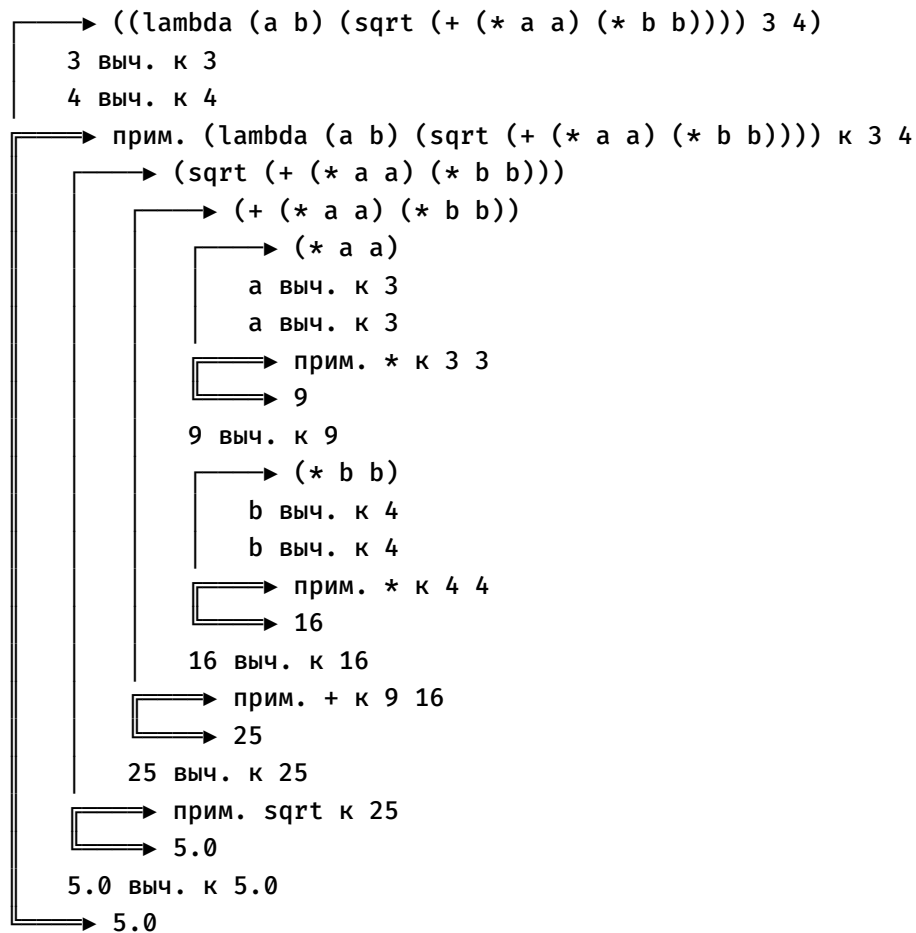 ((lambda (a b) (sqrt (+ (* a a) (* b b)))) 3 4)
3 выч. к 3
4 выч. к 4
прим. (lambda (a b) (sqrt (+ (* a a) (* b b)))) к 3 4
(sqrt (+ (* a a) (* b b)))
(+ (* a a) (* b b))
(* a a)
a выч. к 3
a выч. к 3
прим. * к 3 3
9
9 выч. к 9
(* b b)
b выч. к 4
b выч. к 4
прим. * к 4 4
16
16 выч. к 16
прим. + к 9 16
25
25 выч. к 25
прим. sqrt к 25
5.0
5.0 выч. к 5.0
5.0